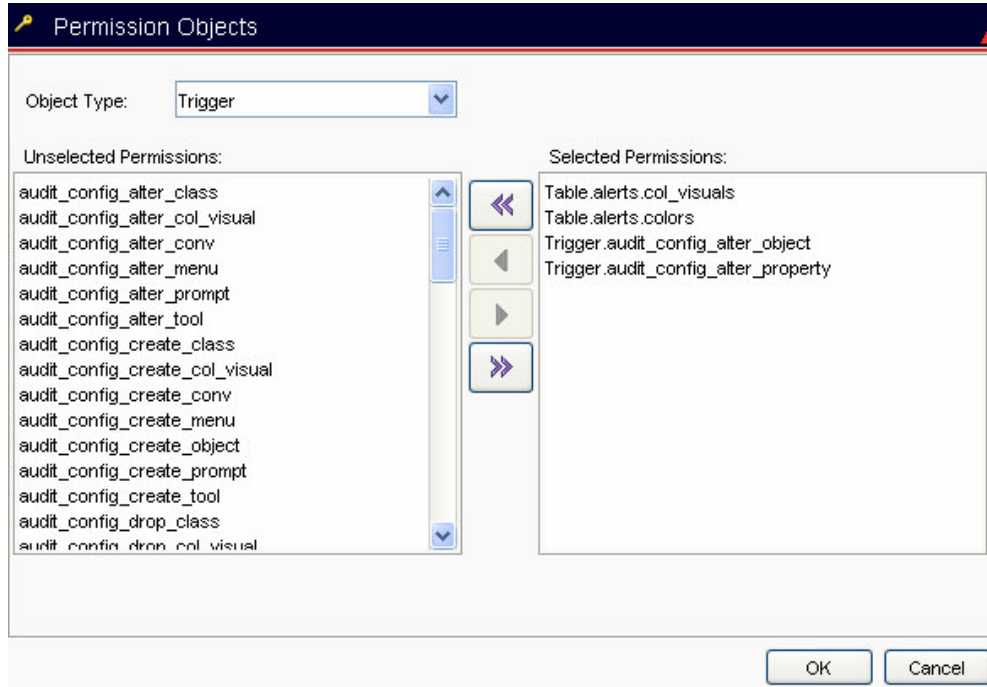 Permission Objects
Object Type:
Trigger
Unselected Permissions:
audit_config_alter_class
audit_config_alter_col_visual
audit_config_alter_conv
audit_config_alter_menu
audit_config_alter_prompt
audit_config_alter_tool
audit_config_create_class
audit_config_create_col_visual
audit_config_create_conv
audit_config_create_menu
audit_config_create_object
audit_config_create_prompt
audit_config_create_tool
audit_config_drop_class
audit_config_drop_col_visual
Selected Permissions:
Table.alerts.col_visuals
Table.alerts.colors
Trigger.audit_config_alter_object
Trigger.audit_config_alter_property
OK
Cancel